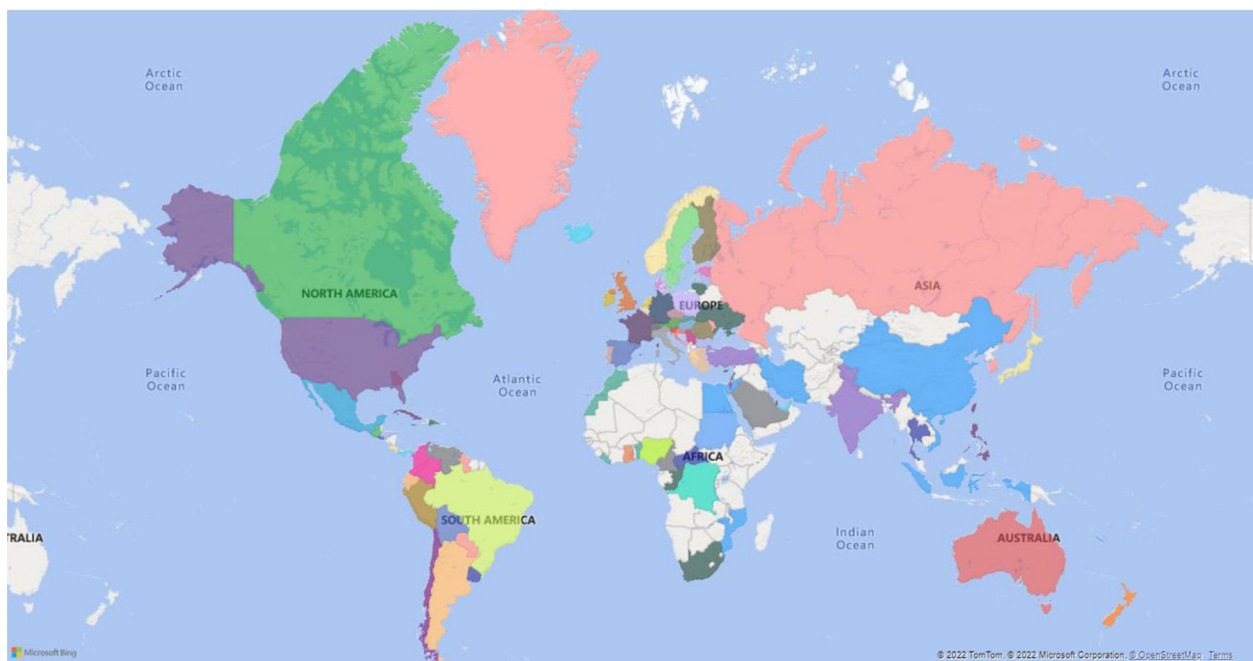 Arctic
Ocean
Arctic
Ocean
NORTH AMERICA
EUROPE
ASIA
Pacific
Ocean
Atlantic
Ocean
Pacific
Ocean
AFRICA
SOUTH AMERICA
Indian
Ocean
AUSTRALIA
TRALIA
Microsoft Bing
© 2022 TomTom, © 2022 Microsoft Corporation, © OpenStreetMap Terms